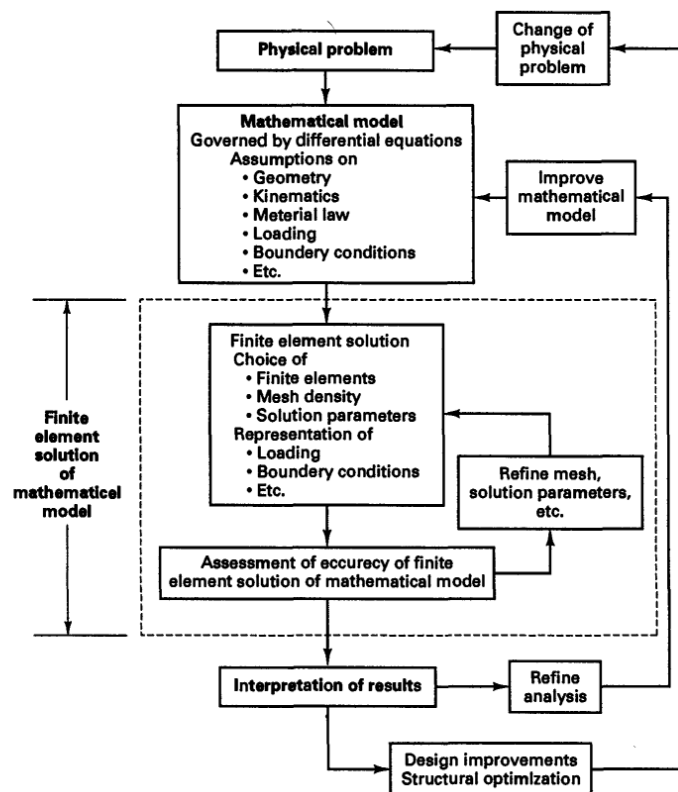 Physical problem
Change of
physical
problem
Mathematical model
Governed by differential equations
Assumptions on
• Geometry
• Kinematics
• Meterial law
• Loading
• Boundery conditions
• Etc.
Improve
mathematical
model
Finite
element
solution
of
mathematicel
model
Finite element solution
Choice of
• Finite elements
• Mesh density
• Solution parameters
Representation of
• Loading
• Boundery conditions
• Etc.
Refine mesh,
solution parameters,
etc.
Assessment of eccurecy of finite
element solution of mathematical model
Interpretation of results
Refine
analysis
Design improvements
Structural optimization